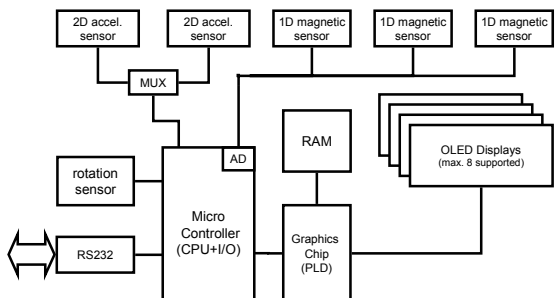 2D accel.
sensor
2D accel.
sensor
1D magnetic
sensor
1D magnetic
sensor
1D magnetic
sensor
MUX
AD
RAM
OLED Displays
(max. 8 supported)
rotation
sensor
Micro
Controller
(CPU+I/O)
Graphics
Chip
(PLD)
RS232